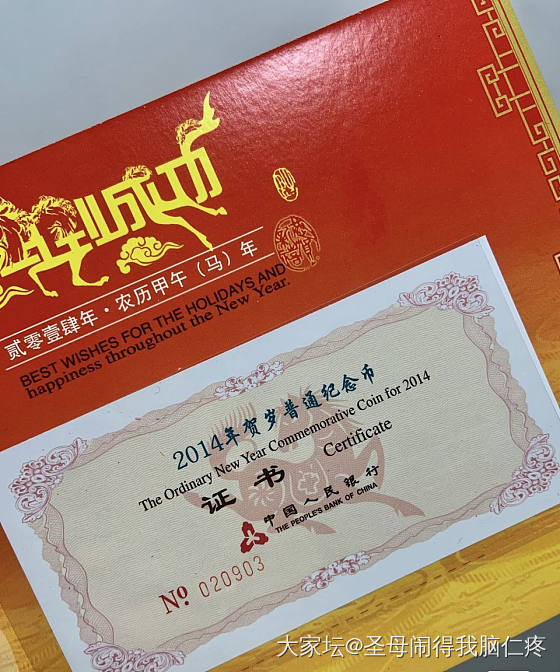 成功
贰零壹肆年·农历甲午（马）年
BEST WISHES FOR THE HOLIDAYS AND
happiness throughout the New Year.
2014年贺岁普通纪念币
The Ordinary New Year Commemorative Coin for 2014
证书 Certificate
中国人民银行
THE PEOPLE'S BANK OF CHINA
Nº 020903
大家坛@圣母闹得我脑仁疼